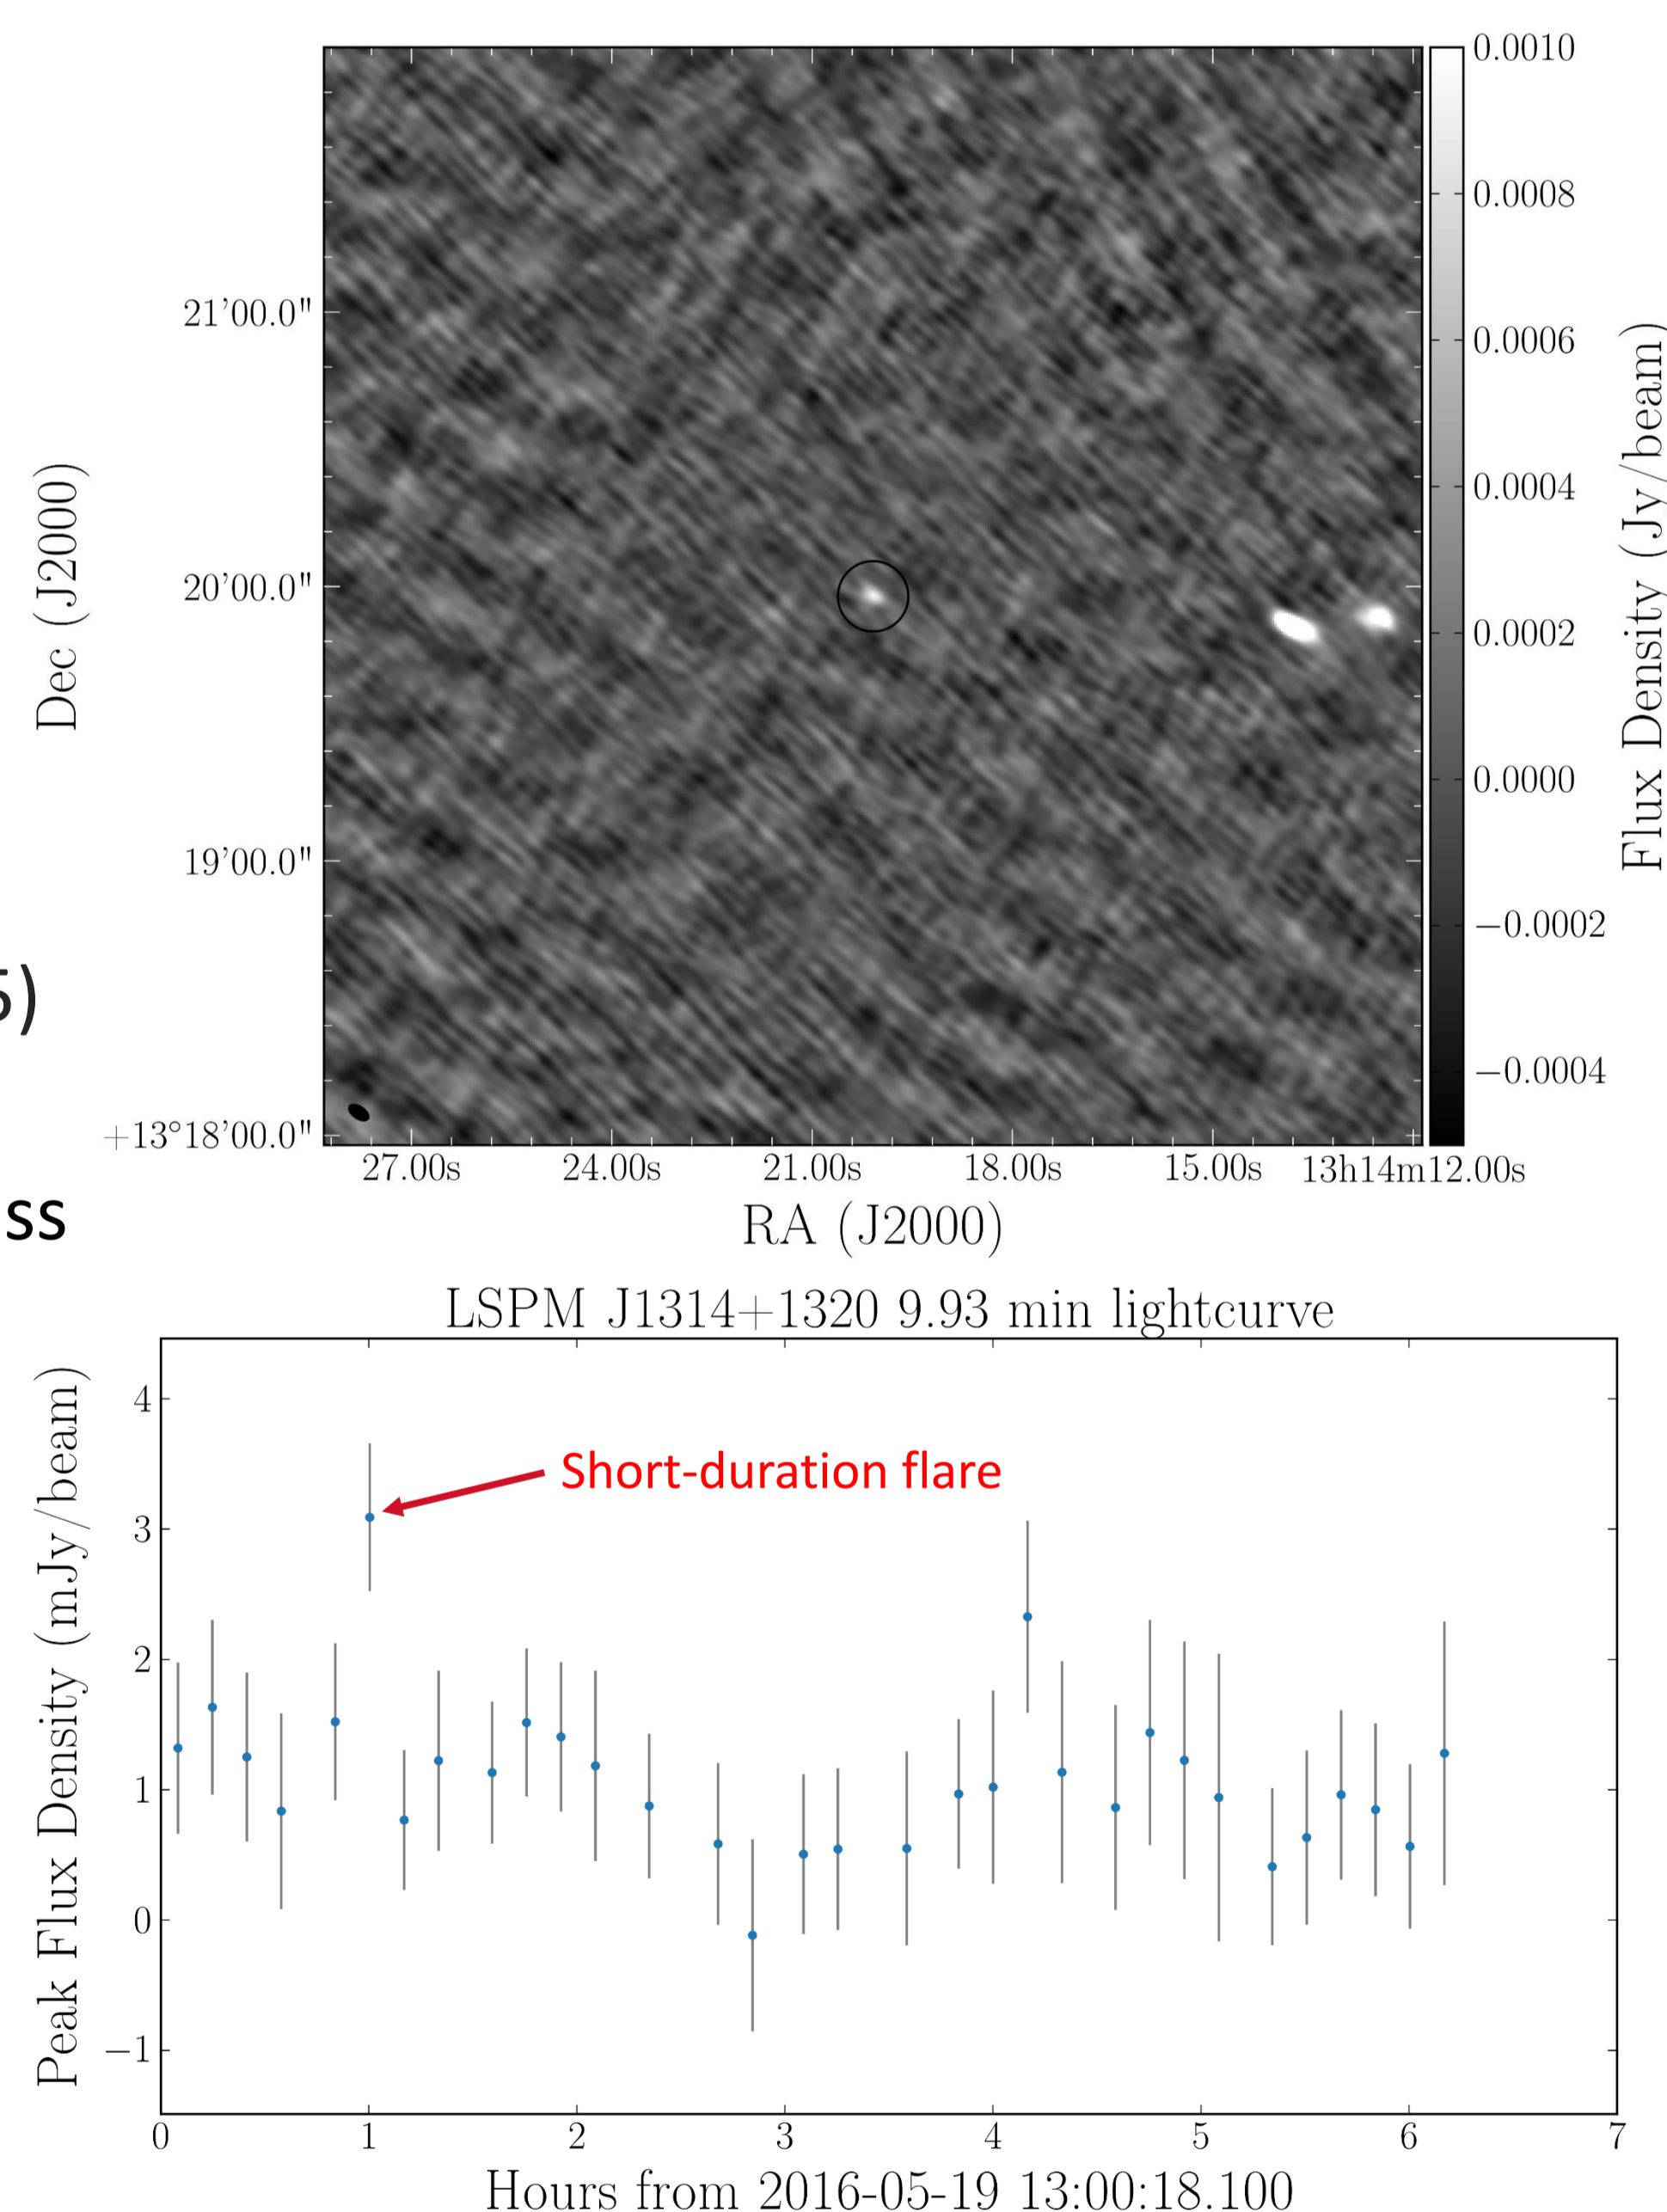 0.0010
0.0008
0.0006
0.0004
0.0002
0.0000
−0.0002
−0.0004
Flux Density (Jy/beam)
Dec (J2000)
21'00.0"
20'00.0"
19'00.0"
+13°18'00.0"
27.00s 24.00s 21.00s 18.00s 15.00s 13h14m12.00s
RA (J2000)
5)
ss
LSPM J1314+1320 9.93 min lightcurve
Peak Flux Density (mJy/beam)
4
3
2
1
0
−1
Short-duration flare
0 1 2 3 4 5 6 7
Hours from 2016-05-19 13:00:18.100